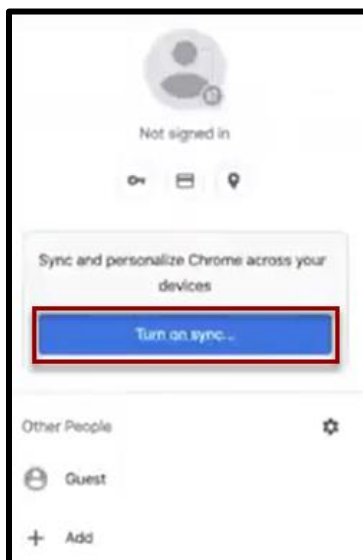 Not signed in
Sync and personalize Chrome across your
devices
Turn on sync...
Other People
Guest
Add